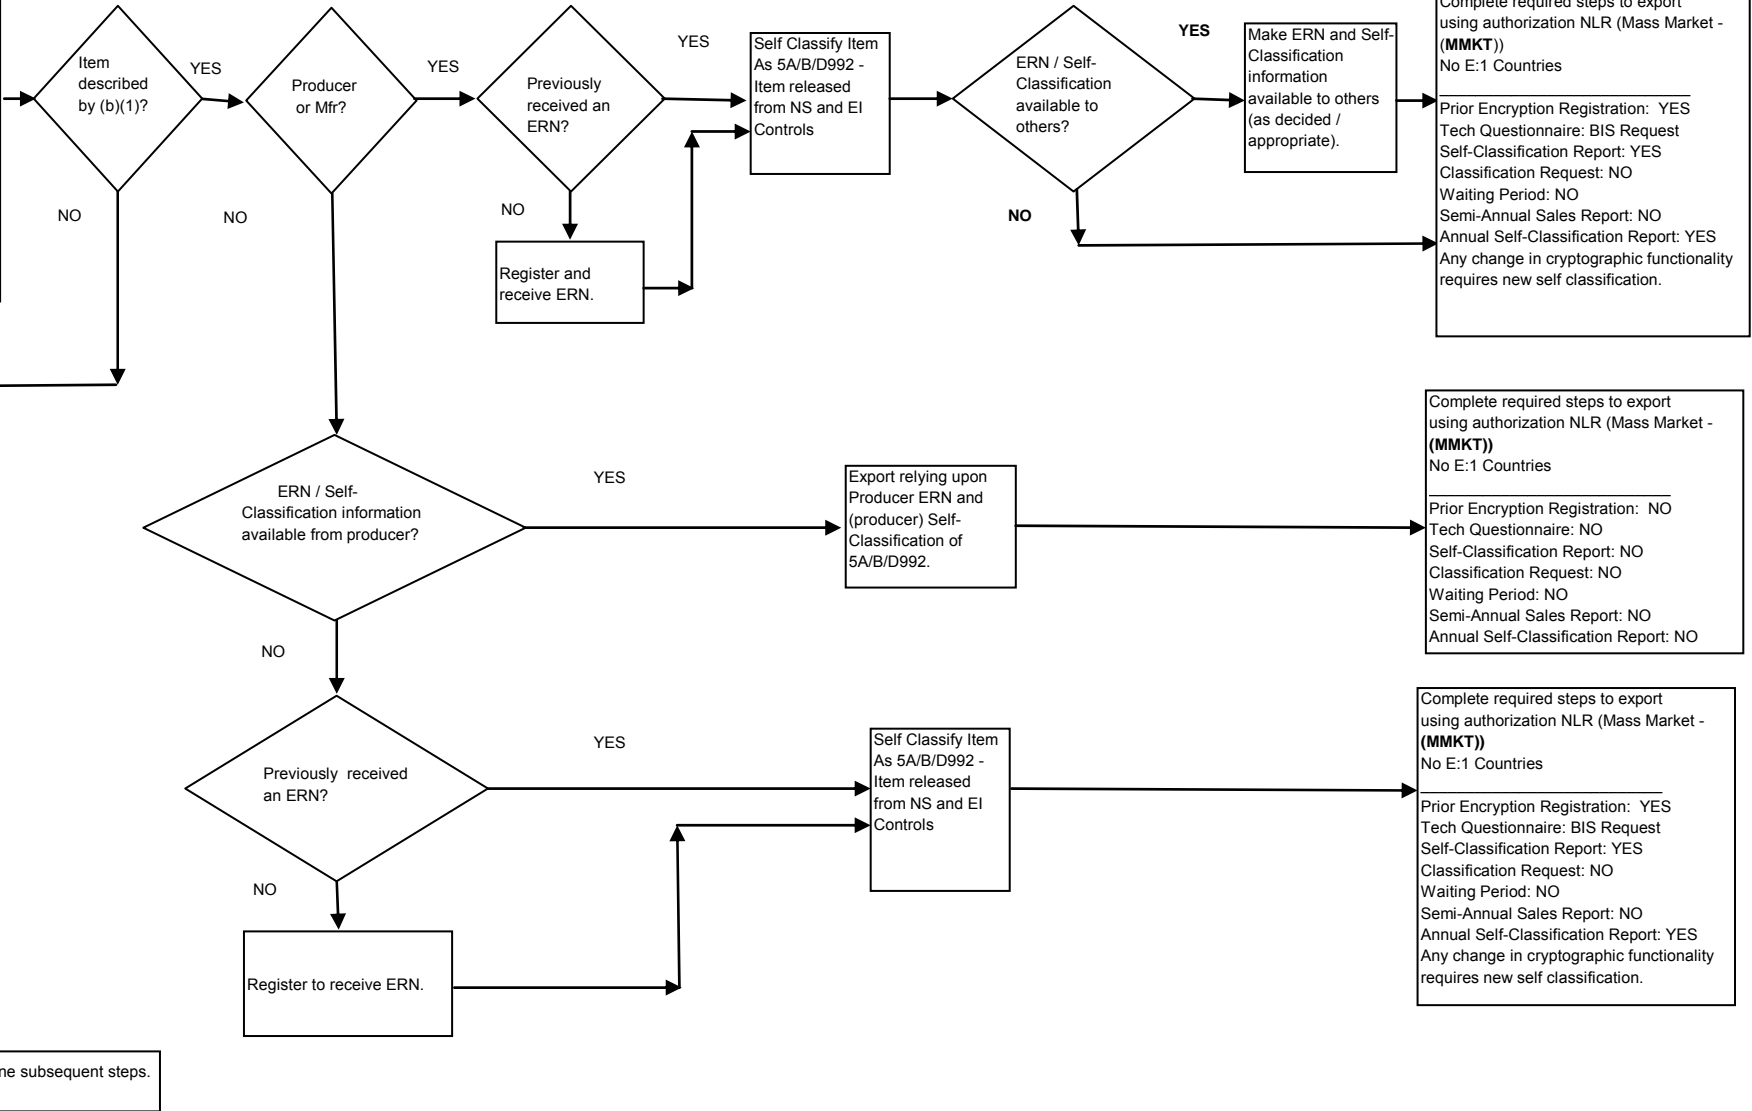 Item
described
by (b)(1)?
YES
NO
Producer
or Mfr?
YES
NO
Previously
received an
ERN?
YES
NO
Register and
receive ERN.
Self Classify Item
As 5A/B/D992 -
Item released
from NS and EI
Controls
ERN / Self-
Classification
available to
others?
YES
NO
Make ERN and Self-
Classification
information
available to others
(as decided /
appropriate).
Complete required steps to export
using authorization NLR (Mass Market -
(MMKT))
No E:1 Countries
Prior Encryption Registration: YES
Tech Questionnaire: BIS Request
Self-Classification Report: YES
Classification Request: NO
Waiting Period: NO
Semi-Annual Sales Report: NO
Annual Self-Classification Report: YES
Any change in cryptographic functionality
requires new self classification.
ERN / Self-
Classification information
available from producer?
YES
NO
Export relying upon
Producer ERN and
(producer) Self-
Classification of
5A/B/D992.
Complete required steps to export
using authorization NLR (Mass Market -
(MMKT))
No E:1 Countries
Prior Encryption Registration: NO
Tech Questionnaire: NO
Self-Classification Report: NO
Classification Request: NO
Waiting Period: NO
Semi-Annual Sales Report: NO
Annual Self-Classification Report: NO
Previously received
an ERN?
YES
NO
Register to receive ERN.
Self Classify Item
As 5A/B/D992 -
Item released
from NS and EI
Controls
Complete required steps to export
using authorization NLR (Mass Market -
(MMKT))
No E:1 Countries
Prior Encryption Registration: YES
Tech Questionnaire: BIS Request
Self-Classification Report: YES
Classification Request: NO
Waiting Period: NO
Semi-Annual Sales Report: NO
Annual Self-Classification Report: YES
Any change in cryptographic functionality
requires new self classification.
subsequent steps.